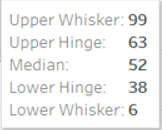 Upper Whisker: 99
Upper Hinge: 63
Median: 52
Lower Hinge: 38
Lower Whisker: 6